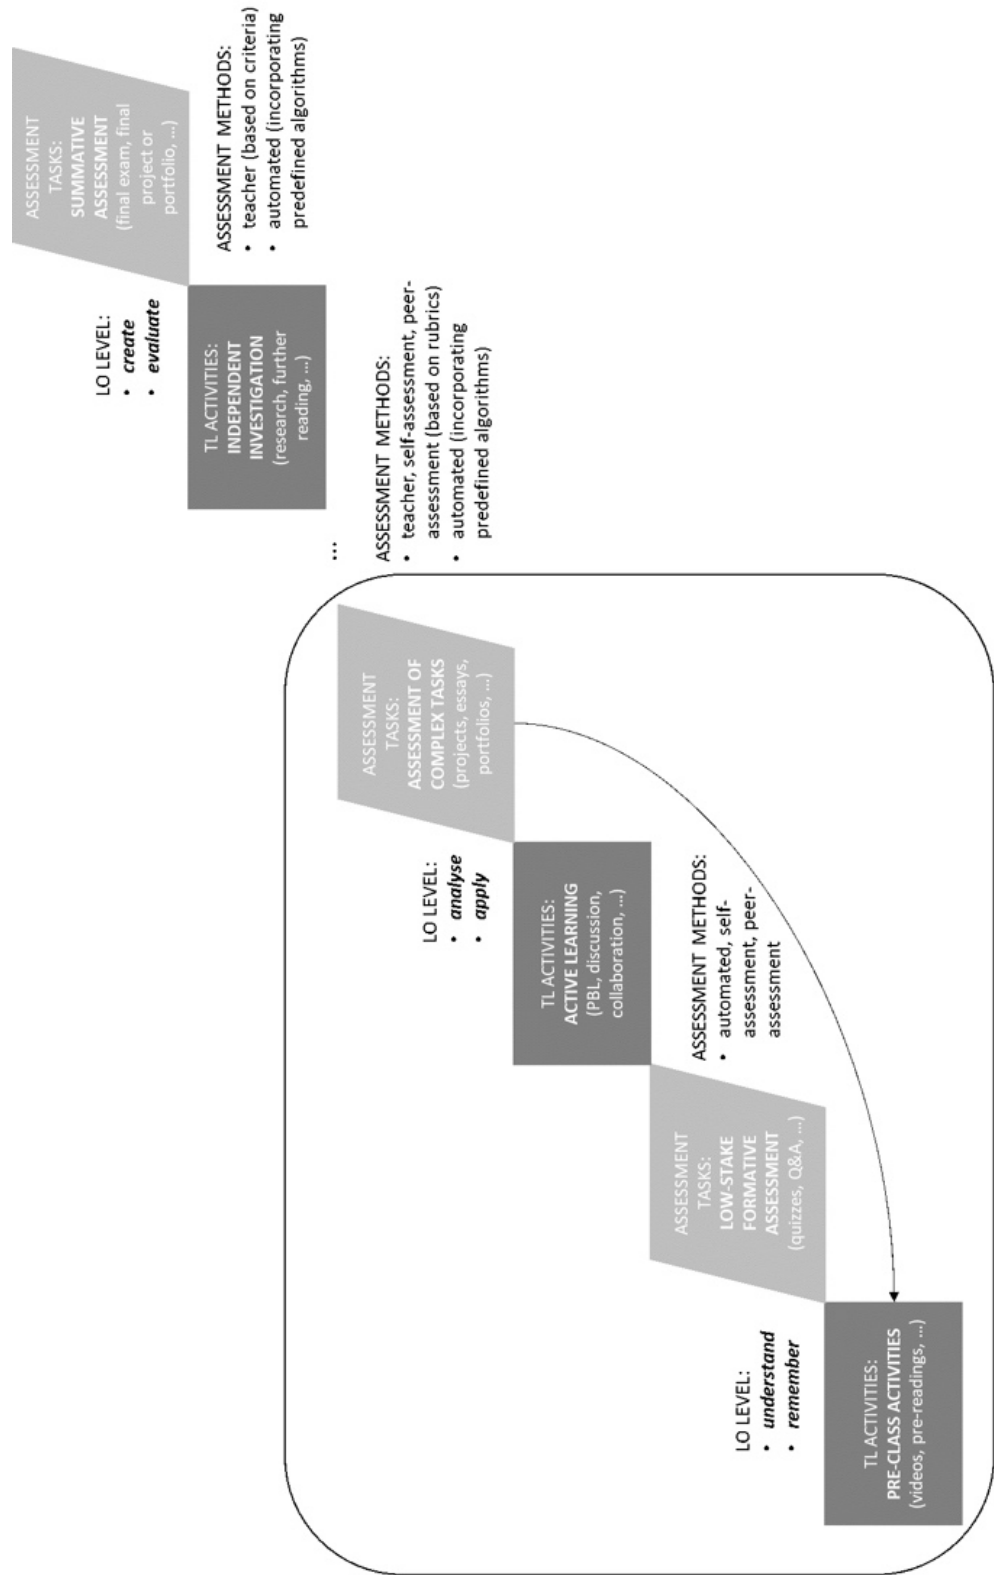 LO LEVEL:
• understand
• remember
TL ACTIVITIES:
PRE-CLASS ACTIVITIES
(videos, pre-readings, ...)
ASSESSMENT
TASKS:
LOW-STAKE
FORMATIVE
ASSESSMENT
(quizzes, Q&A, ...)
ASSESSMENT METHODS:
• automated, self-
assessment, peer-
assessment
LO LEVEL:
• analyse
• apply
TL ACTIVITIES:
ACTIVE LEARNING
(PBL, discussion,
collaboration, ...)
ASSESSMENT
TASKS:
ASSESSMENT OF
COMPLEX TASKS
(projects, essays,
portfolios, ...)
ASSESSMENT METHODS:
• teacher, self-assessment, peer-
assessment (based on rubrics)
• automated (incorporating
predefined algorithms)
...
LO LEVEL:
• create
• evaluate
TL ACTIVITIES:
INDEPENDENT
INVESTIGATION
(research, further
reading, ...)
ASSESSMENT
TASKS:
SUMMATIVE
ASSESSMENT
(final exam, final
project or
portfolio, ...)
ASSESSMENT METHODS:
• teacher (based on criteria)
• automated (incorporating
predefined algorithms)